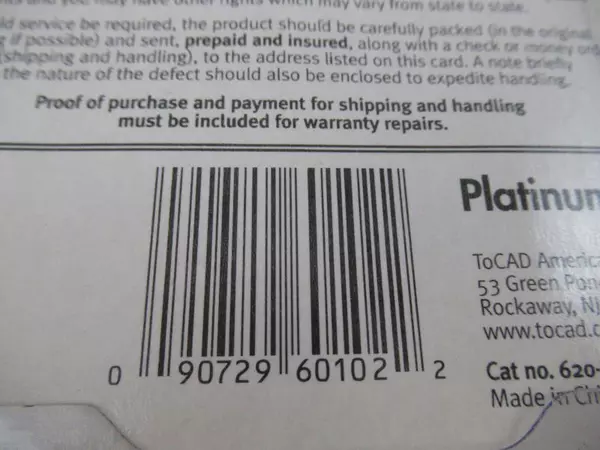 and you may have other rights which may vary from state to state.
ld service be required, the product should be carefully packed (in the original
g if possible) and sent, prepaid and insured, along with a check or money ord
(shipping and handling), to the address listed on this card. A note briefly
the nature of the defect should also be enclosed to expedite handling.
Proof of purchase and payment for shipping and handling
must be included for warranty repairs.
Platinum
ToCAD America
53 Green Pon
Rockaway, NJ
www.tocad.c
Cat no. 620-
Made in Chi
0 90729 60102 2